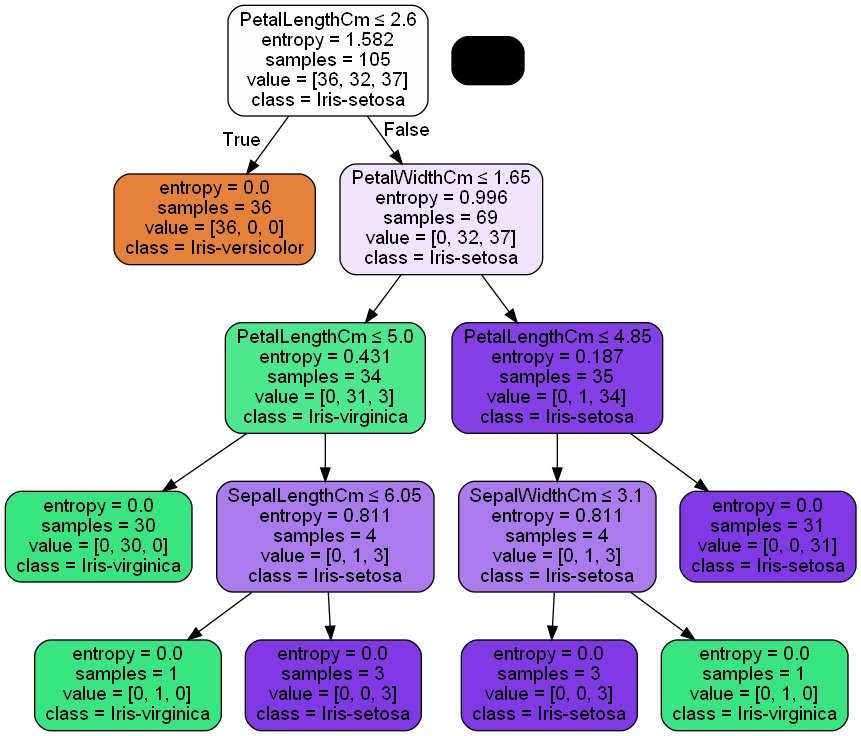 PetalLengthCm ≤ 2.6
entropy = 1.582
samples = 105
value = [36, 32, 37]
class = Iris-setosa
True
False
entropy = 0.0
samples = 36
value = [36, 0, 0]
class = Iris-versicolor
PetalWidthCm ≤ 1.65
entropy = 0.996
samples = 69
value = [0, 32, 37]
class = Iris-setosa
PetalLengthCm ≤ 5.0
entropy = 0.431
samples = 34
value = [0, 31, 3]
class = Iris-virginica
PetalLengthCm ≤ 4.85
entropy = 0.187
samples = 35
value = [0, 1, 34]
class = Iris-setosa
entropy = 0.0
samples = 30
value = [0, 30, 0]
class = Iris-virginica
SepalLengthCm ≤ 6.05
entropy = 0.811
samples = 4
value = [0, 1, 3]
class = Iris-setosa
SepalWidthCm ≤ 3.1
entropy = 0.811
samples = 4
value = [0, 1, 3]
class = Iris-setosa
entropy = 0.0
samples = 31
value = [0, 0, 31]
class = Iris-setosa
entropy = 0.0
samples = 1
value = [0, 1, 0]
class = Iris-virginica
entropy = 0.0
samples = 3
value = [0, 0, 3]
class = Iris-setosa
entropy = 0.0
samples = 3
value = [0, 0, 3]
class = Iris-setosa
entropy = 0.0
samples = 1
value = [0, 1, 0]
class = Iris-virginica